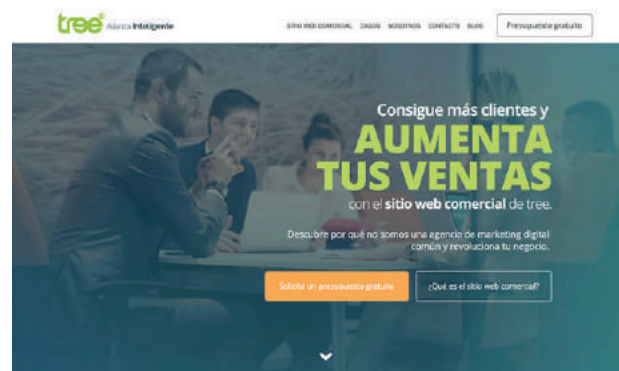 tree
Alianza Inteligente
SITIO WEB COMERCIAL CASOS NOSOTROS CONTACTO BLOG
Presupuesto gratuito
Consigue más clientes y
AUMENTA
TUS VENTAS
con el sitio web comercial de tree.
Descubre por qué no somos una agencia de marketing digital
común y revoluciona tu negocio.
Solicita un presupuesto gratuito
¿Qué es el sitio web comercial?